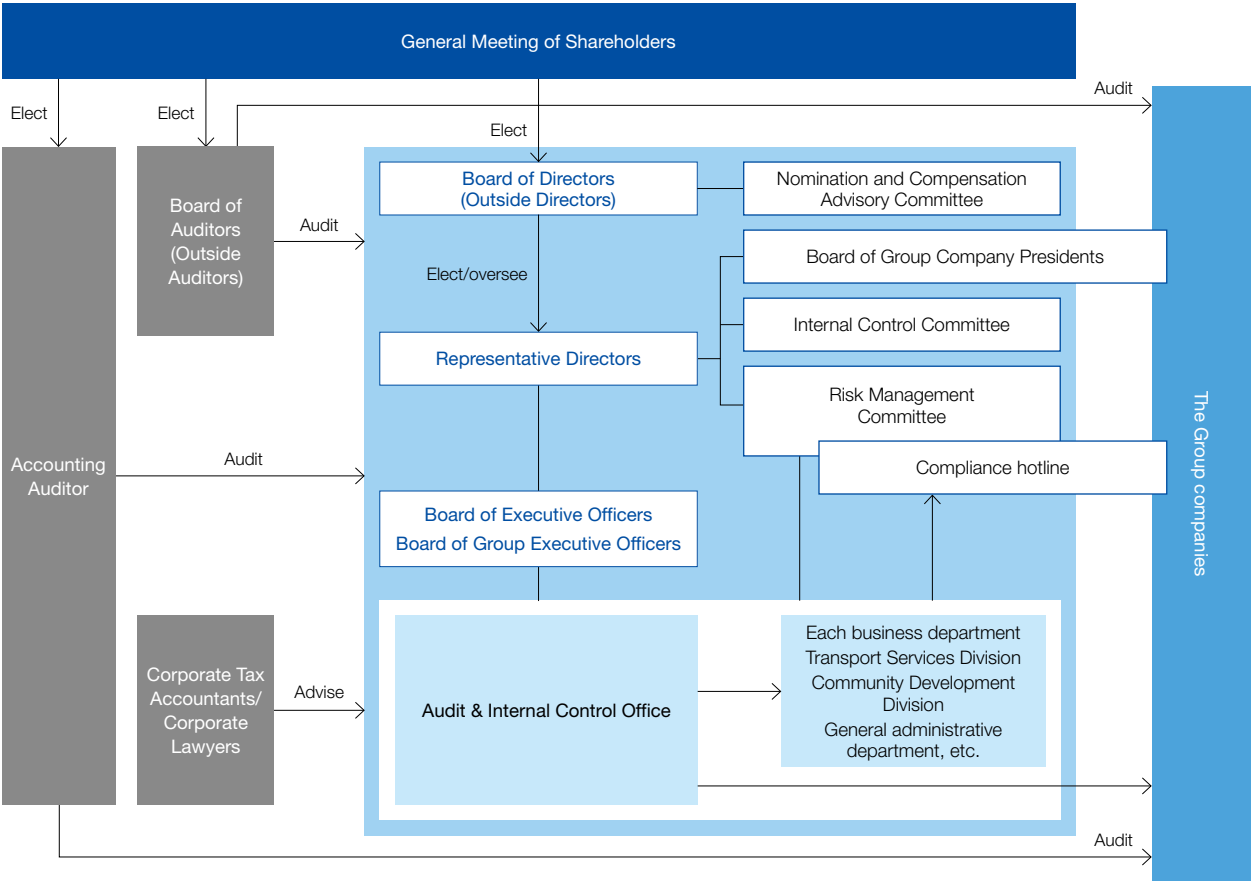 General Meeting of Shareholders
Audit
Elect
Elect
Elect
Board of Directors
(Outside Directors)
Nomination and Compensation
Advisory Committee
Board of
Auditors
(Outside
Auditors)
Audit
Board of Group Company Presidents
Elect/oversee
Internal Control Committee
Representative Directors
Risk Management
Committee
The Group companies
Accounting
Auditor
Audit
Compliance hotline
Board of Executive Officers
Board of Group Executive Officers
Each business department
Transport Services Division
Community Development
Division
General administrative
department, etc.
Corporate Tax
Accountants/
Corporate
Lawyers
Advise
Audit & Internal Control Office
Audit